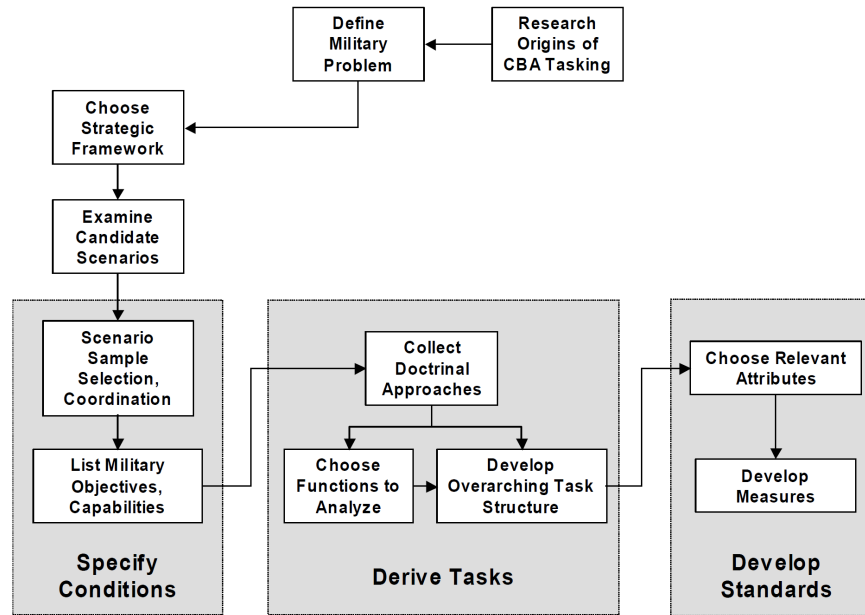 Define
Military
Problem
Research
Origins of
CBA Tasking
Choose
Strategic
Framework
Examine
Candidate
Scenarios
Scenario
Sample
Selection,
Coordination
List Military
Objectives,
Capabilities
Specify
Conditions
Collect
Doctrinal
Approaches
Choose
Functions to
Analyze
Develop
Overarching Task
Structure
Derive Tasks
Choose Relevant
Attributes
Develop
Measures
Develop
Standards